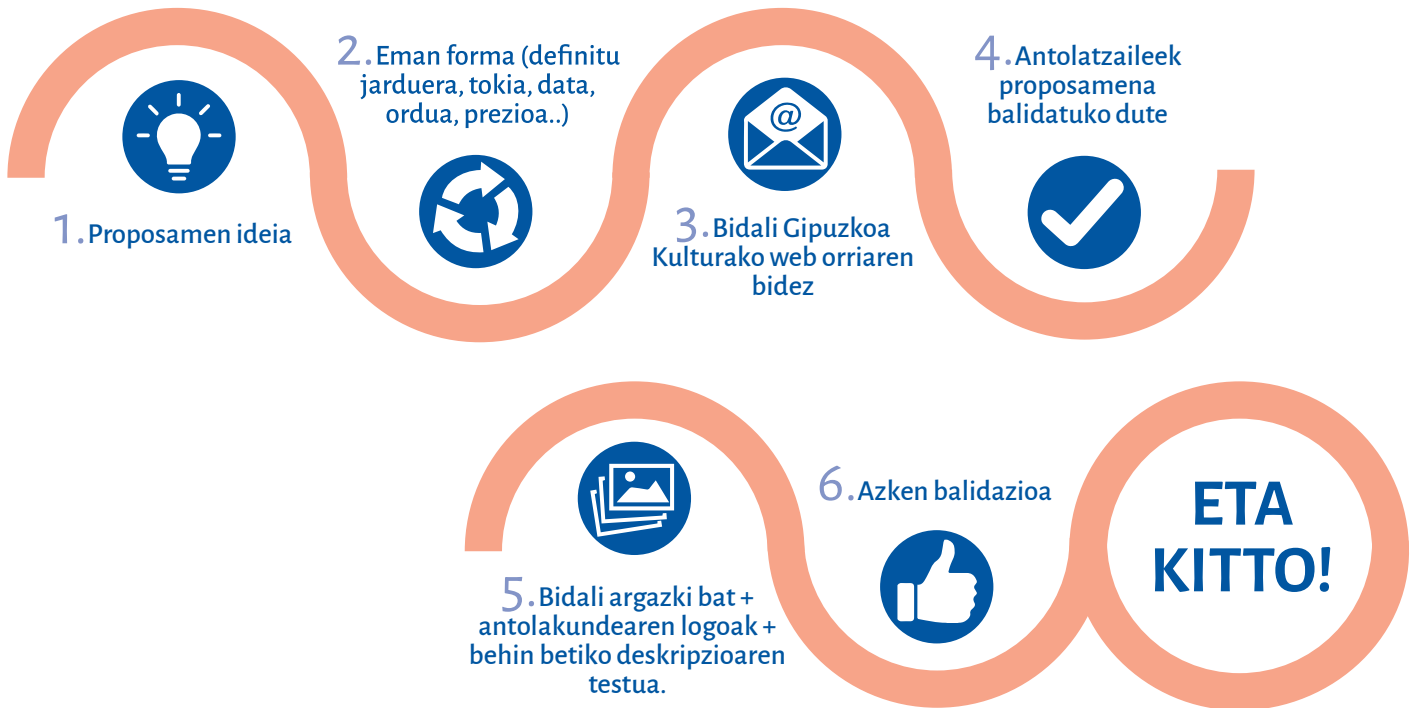 1.Proposamen ideia
2.Eman forma (definitu
jarduera, tokia, data,
ordua, prezioa..)
@
3.Bidali Gipuzkoa
Kulturako web orriaren
bidez
4.Antolatzaileek
proposamena
balidatuko dute
5.Bidali argazki bat +
antolakundearen logoak +
behin betiko deskripzioaren
testua.
6.Azken balidazioa
ETA
KITTO!